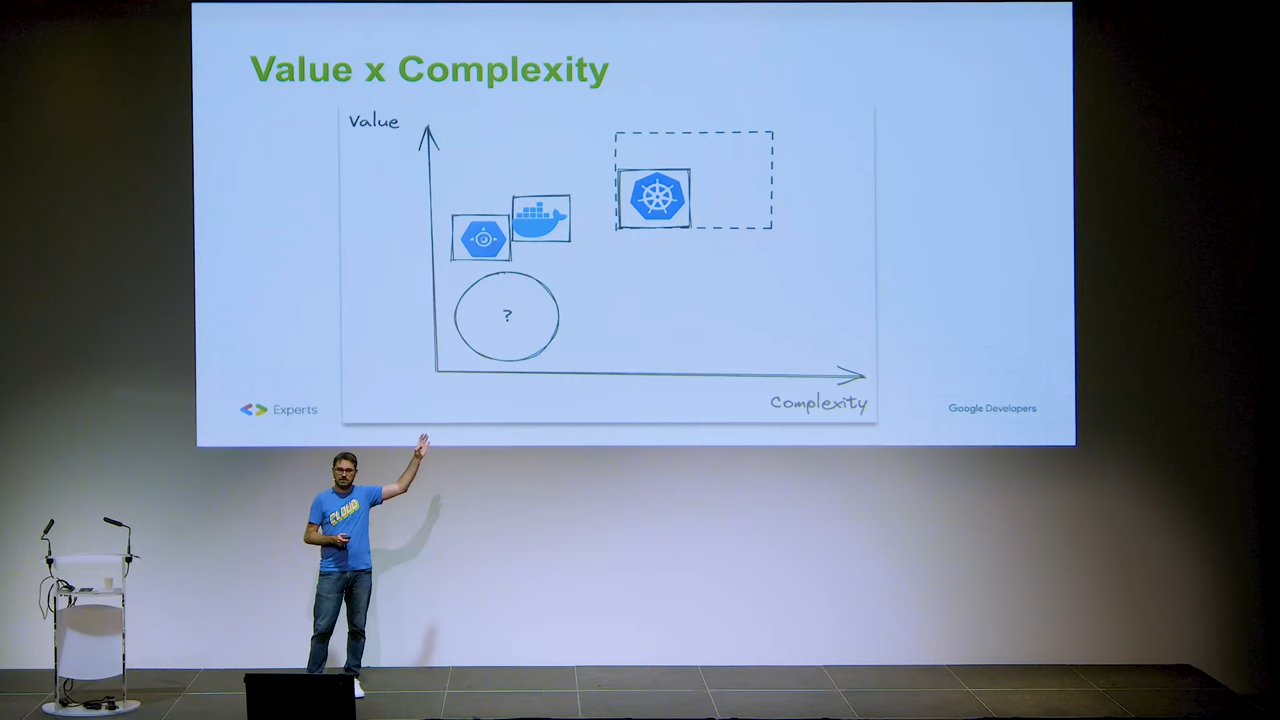 Value x Complexity
Value
?
Complexity
Experts
Google Developers
CLOUD